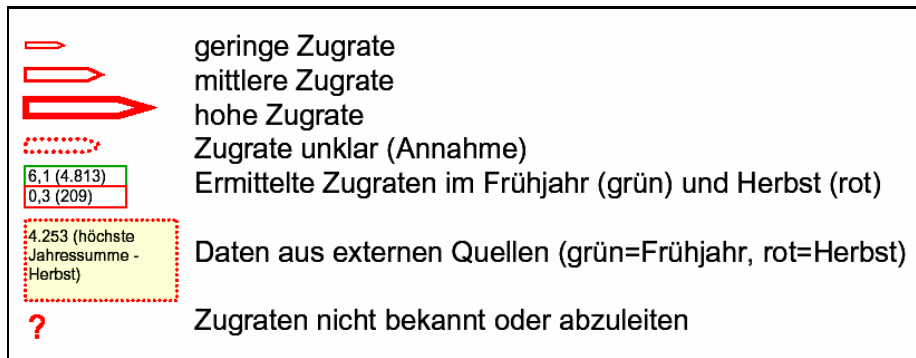 geringe Zugrate
mittlere Zugrate
hohe Zugrate
Zugrate unklar (Annahme)
6,1 (4.813)
0,3 (209)
Ermittelte Zugraten im Frühjahr (grün) und Herbst (rot)
4.253 (höchste
Jahressumme -
Herbst)
Daten aus externen Quellen (grün=Frühjahr, rot=Herbst)
? Zugraten nicht bekannt oder abzuleiten